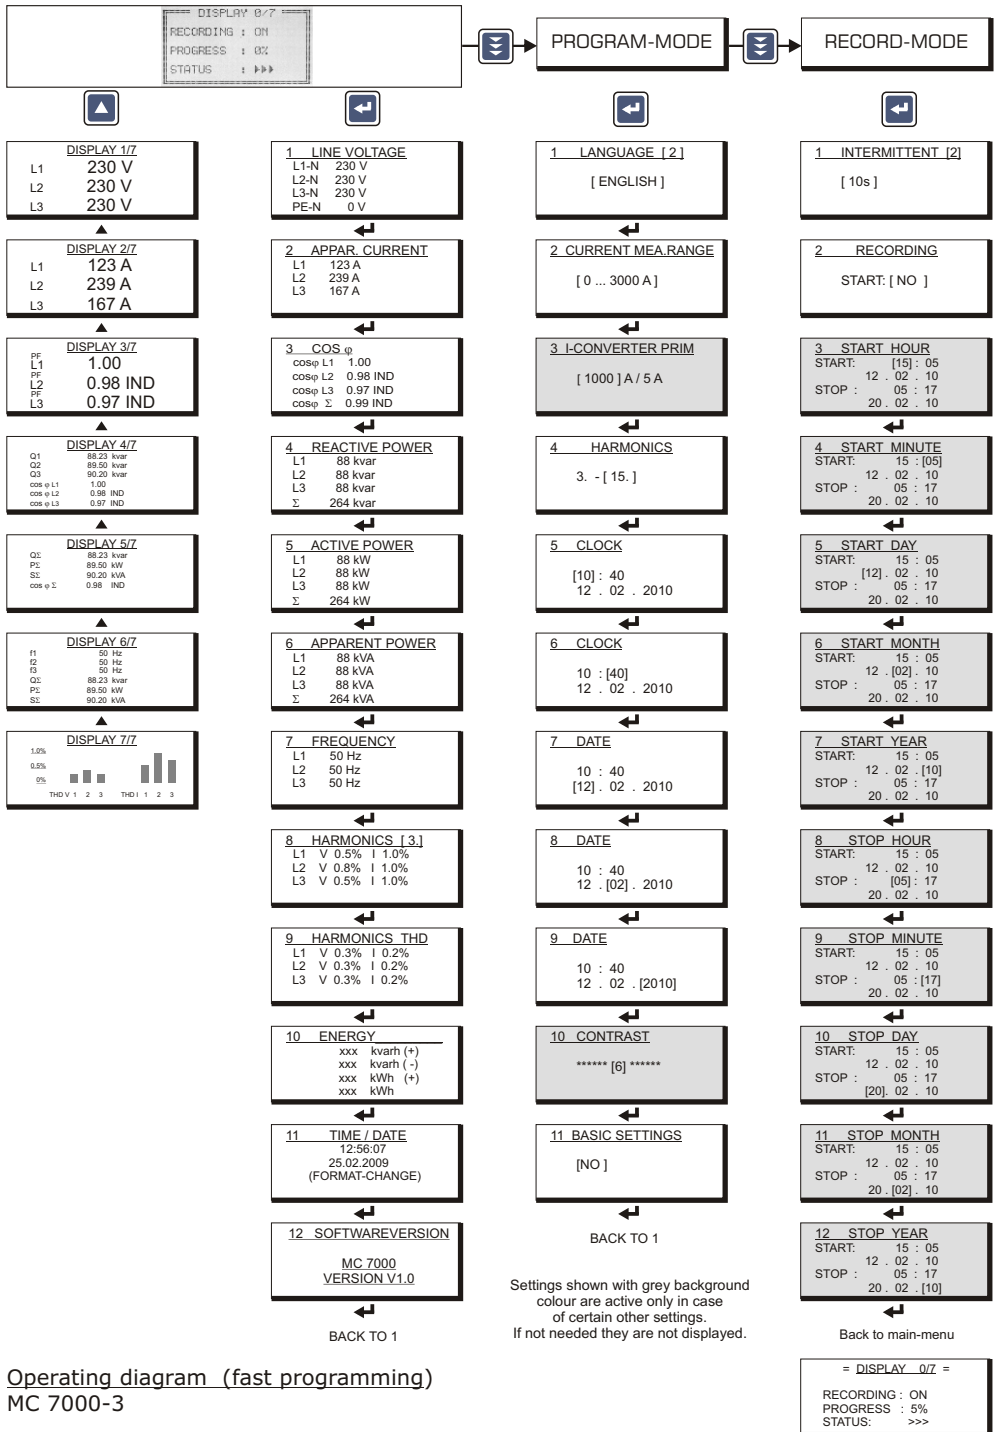 ==== DISPLAY 0/7 ====
RECORDING : ON
PROGRESS : 0%
STATUS :
PROGRAM-MODE
RECORD-MODE
DISPLAY 1/7
L1 230 V
L2 230 V
L3 230 V
DISPLAY 2/7
L1 123 A
L2 239 A
L3 167 A
DISPLAY 3/7
PF
L1 1.00
PF
L2 0.98 IND
PF
L3 0.97 IND
DISPLAY 4/7
Q1 88.23 kvar
Q2 89.50 kvar
Q3 90.20 kvar
cos φ L1 1.00
cos φ L2 0.98 IND
cos φ L3 0.97 IND
DISPLAY 5/7
QΣ 88.23 kvar
PΣ 89.50 kW
SΣ 90.20 kVA
cos φ Σ 0.98 IND
DISPLAY 6/7
f1 50 Hz
f2 50 Hz
f3 50 Hz
QΣ 88.23 kvar
PΣ 89.50 kW
SΣ 90.20 kVA
DISPLAY 7/7
1.0%
0.5%
0%
THD V 1 2 3 THD I 1 2 3
1 LINE VOLTAGE
L1-N 230 V
L2-N 230 V
L3-N 230 V
PE-N 0 V
2 APPAR. CURRENT
L1 123 A
L2 239 A
L3 167 A
3 COS φ
cosφ L1 1.00
cosφ L2 0.98 IND
cosφ L3 0.97 IND
cosφ Σ 0.99 IND
4 REACTIVE POWER
L1 88 kvar
L2 88 kvar
L3 88 kvar
Σ 264 kvar
5 ACTIVE POWER
L1 88 kW
L2 88 kW
L3 88 kW
Σ 264 kW
6 APPARENT POWER
L1 88 kVA
L2 88 kVA
L3 88 kVA
Σ 264 kVA
7 FREQUENCY
L1 50 Hz
L2 50 Hz
L3 50 Hz
8 HARMONICS [ 3.]
L1 V 0.5% I 1.0%
L2 V 0.8% I 1.0%
L3 V 0.5% I 1.0%
9 HARMONICS THD
L1 V 0.3% I 0.2%
L2 V 0.3% I 0.2%
L3 V 0.3% I 0.2%
10 ENERGY
xxx kvarh (+)
xxx kvarh ( -)
xxx kWh (+)
xxx kWh
11 TIME / DATE
12:56:07
25.02.2009
(FORMAT-CHANGE)
12 SOFTWAREVERSION
MC 7000
VERSION V1.0
BACK TO 1
1 LANGUAGE [ 2 ]
[ ENGLISH ]
2 CURRENT MEA.RANGE
[ 0 ... 3000 A ]
3 I-CONVERTER PRIM
[ 1000 ] A / 5 A
4 HARMONICS
3. - [ 15. ]
5 CLOCK
[10] : 40
12 . 02 . 2010
6 CLOCK
10 : [40]
12 . 02 . 2010
7 DATE
10 : 40
[12] . 02 . 2010
8 DATE
10 : 40
12 . [02] . 2010
9 DATE
10 : 40
12 . 02 . [2010]
10 CONTRAST
****** [6] ******
11 BASIC SETTINGS
[NO ]
BACK TO 1
Settings shown with grey background
colour are active only in case
of certain other settings.
If not needed they are not displayed.
1 INTERMITTENT [2]
[ 10s ]
2 RECORDING
START: [ NO ]
3 START HOUR
START: [15] : 05
12 . 02 . 10
STOP : 05 : 17
20 . 02 . 10
4 START MINUTE
START: 15 : [05]
12 . 02 . 10
STOP : 05 : 17
20 . 02 . 10
5 START DAY
START: 15 : 05
[12] . 02 . 10
STOP : 05 : 17
20 . 02 . 10
6 START MONTH
START: 15 : 05
12 . [02] . 10
STOP : 05 : 17
20 . 02 . 10
7 START YEAR
START: 15 : 05
12 . 02 . [10]
STOP : 05 : 17
20 . 02 . 10
8 STOP HOUR
START: 15 : 05
12 . 02 . 10
STOP : [05] : 17
20 . 02 . 10
9 STOP MINUTE
START: 15 : 05
12 . 02 . 10
STOP : 05 : [17]
20 . 02 . 10
10 STOP DAY
START: 15 : 05
12 . 02 . 10
STOP : 05 : 17
[20]. 02 . 10
11 STOP MONTH
START: 15 : 05
12 . 02 . 10
STOP : 05 : 17
20 . [02] . 10
12 STOP YEAR
START: 15 : 05
12 . 02 . 10
STOP : 05 : 17
20 . 02 . [10]
Back to main-menu
= DISPLAY 0/7 =
RECORDING : ON
PROGRESS : 5%
STATUS: >>>
Operating diagram (fast programming)
MC 7000-3